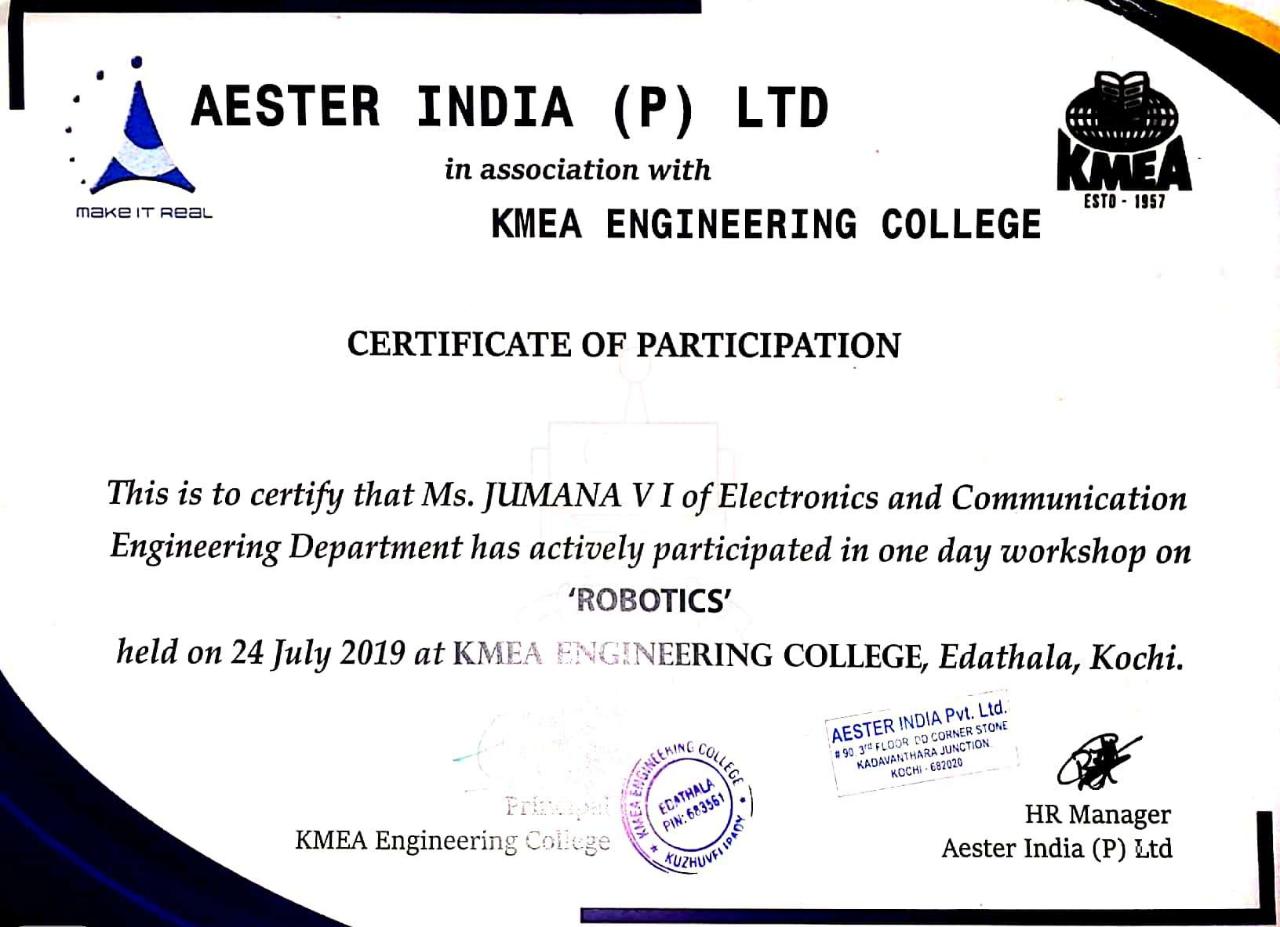 AESTER INDIA (P) LTD
in association with
KMEA ENGINEERING COLLEGE
make IT Real
KMEA
ESTD - 1957
CERTIFICATE OF PARTICIPATION
This is to certify that Ms. JUMANA V I of Electronics and Communication
Engineering Department has actively participated in one day workshop on
‘ROBOTICS’
held on 24 July 2019 at KMEA ENGINEERING COLLEGE, Edathala, Kochi.
Principal
KMEA Engineering College
KMEA ENGINEERING COLLEGE
EDATHALA
PIN: 683561
AESTER INDIA Pvt. Ltd.
# 90, 3rd FLOOR DD CORNER STONE
KADAVANTHARA JUNCTION
KOCHI - 682020
HR Manager
Aester India (P) Ltd